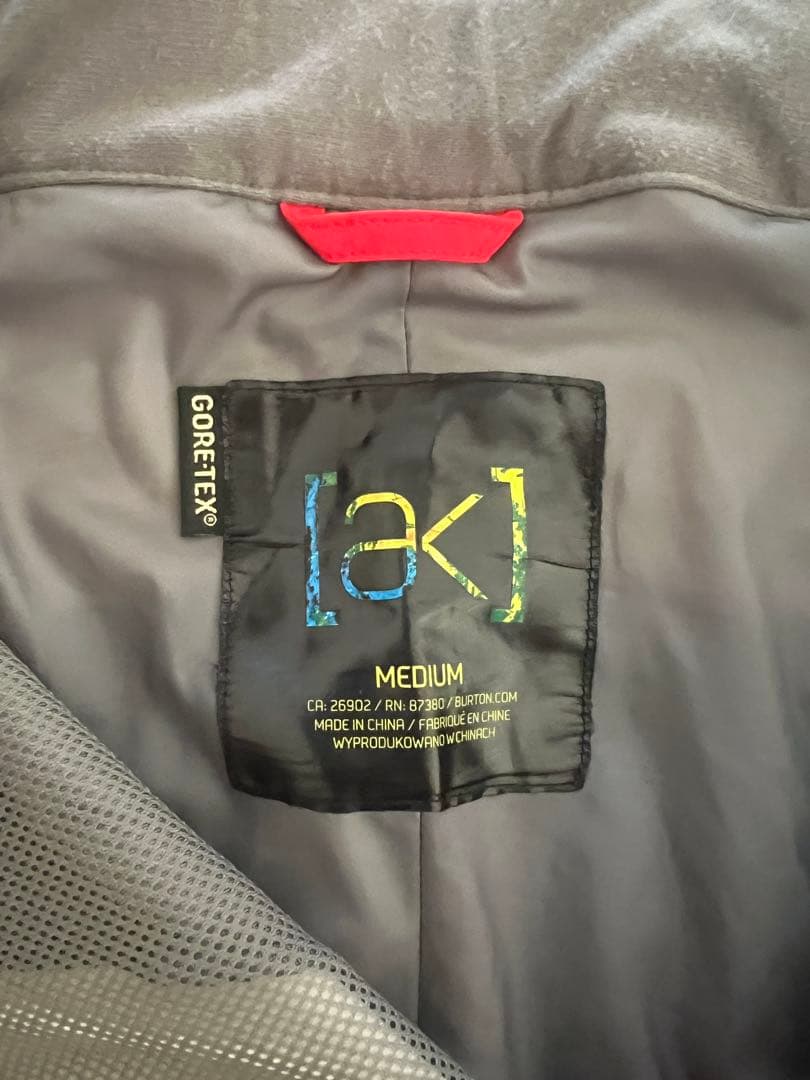 GORE-TEX®
[ak]
MEDIUM
CA: 26902 / RN: 87380 / BURTON.COM
MADE IN CHINA / FABRIQUÉ EN CHINE
WYPRODUKOWANO W CHINACH